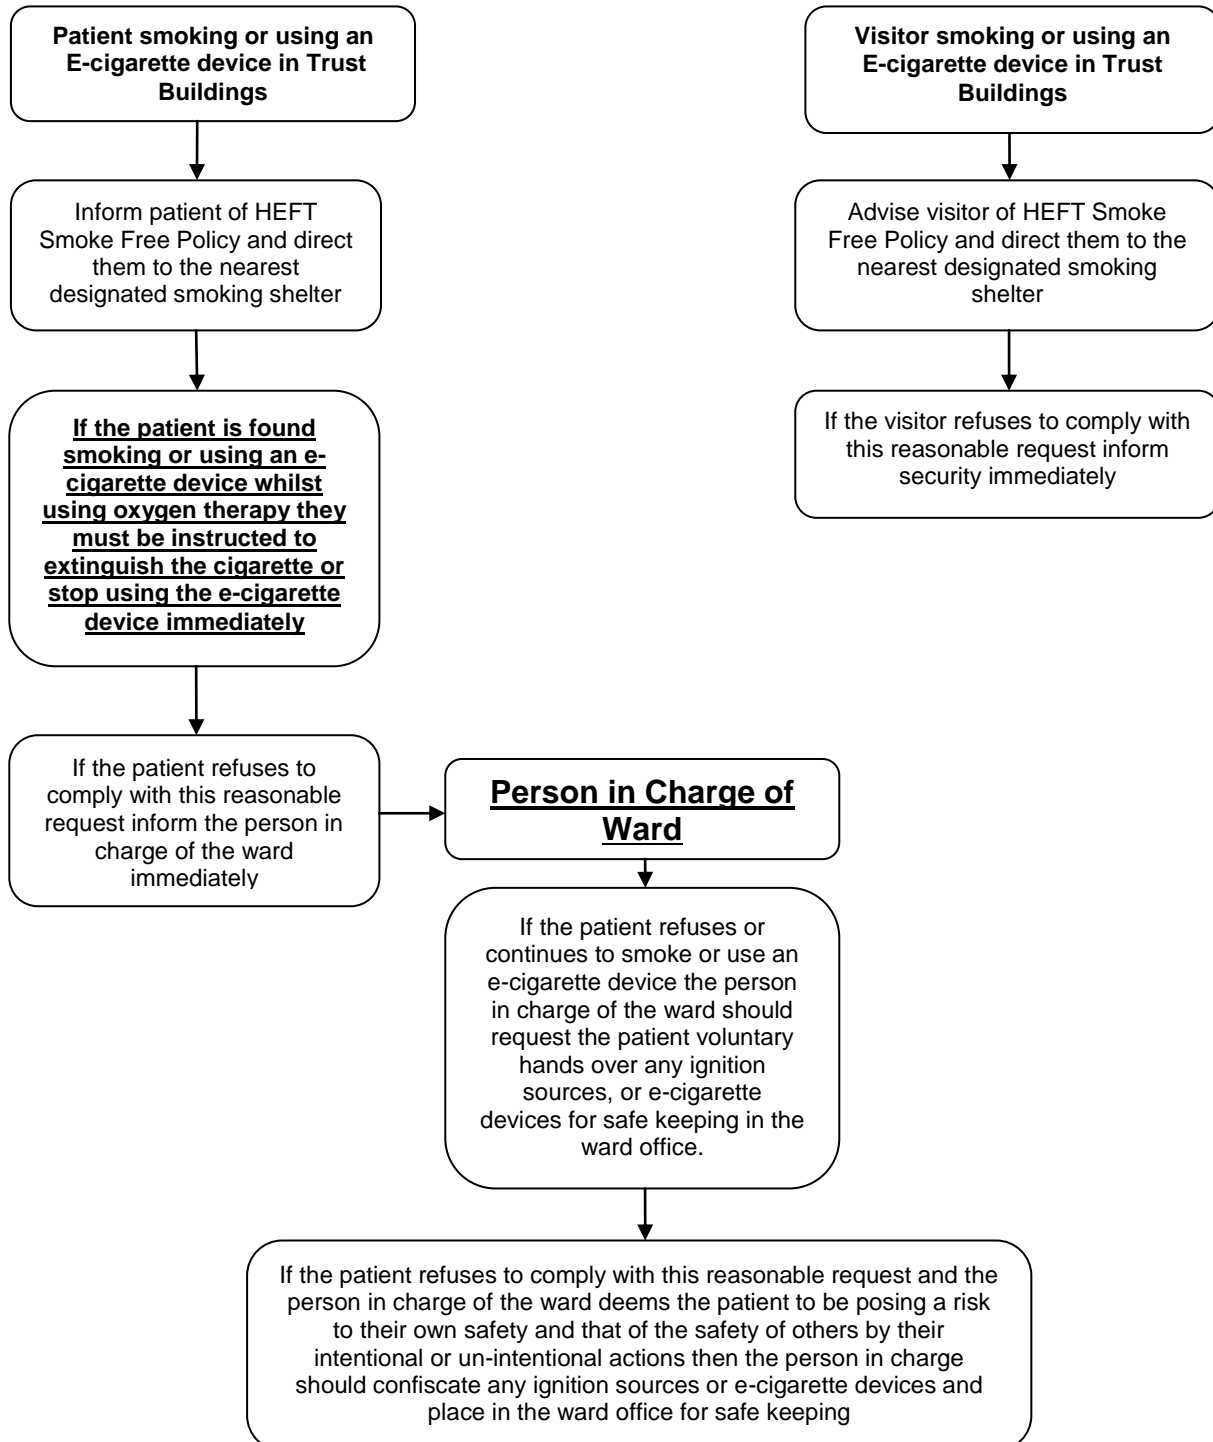 Patient smoking or using an
E-cigarette device in Trust
Buildings
Inform patient of HEFT
Smoke Free Policy and direct
them to the nearest
designated smoking shelter
If the patient is found
smoking or using an e-
cigarette device whilst
using oxygen therapy they
must be instructed to
extinguish the cigarette or
stop using the e-cigarette
device immediately
If the patient refuses to
comply with this reasonable
request inform the person in
charge of the ward
immediately
Visitor smoking or using an
E-cigarette device in Trust
Buildings
Advise visitor of HEFT Smoke
Free Policy and direct them to the
nearest designated smoking
shelter
If the visitor refuses to comply with
this reasonable request inform
security immediately
Person in Charge of
Ward
If the patient refuses or
continues to smoke or use an
e-cigarette device the person
in charge of the ward should
request the patient voluntary
hands over any ignition
sources, or e-cigarette
devices for safe keeping in the
ward office.
If the patient refuses to comply with this reasonable request and the
person in charge of the ward deems the patient to be posing a risk
to their own safety and that of the safety of others by their
intentional or un-intentional actions then the person in charge
should confiscate any ignition sources or e-cigarette devices and
place in the ward office for safe keeping